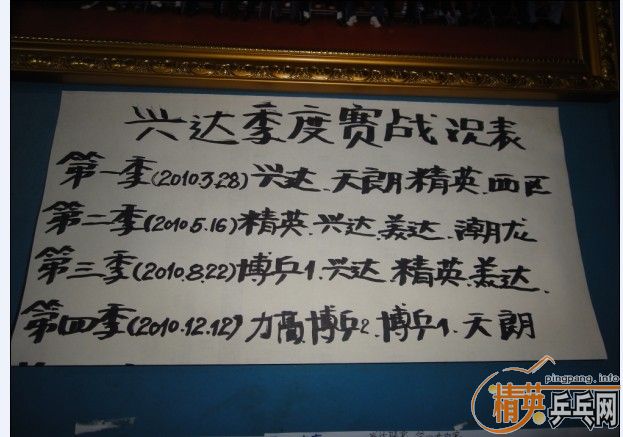 兴达季度赛战况表
第一季(2010.3.28)兴达.天朗.精英.西区
第二季(2010.5.16)精英.兴达.美达.潮龙
第三季(2010.8.22)博乒1.兴达.精英.美达.
第四季(2010.12.12)力高.博乒2.博乒1.天朗
pingpang.info
精英乒乓网